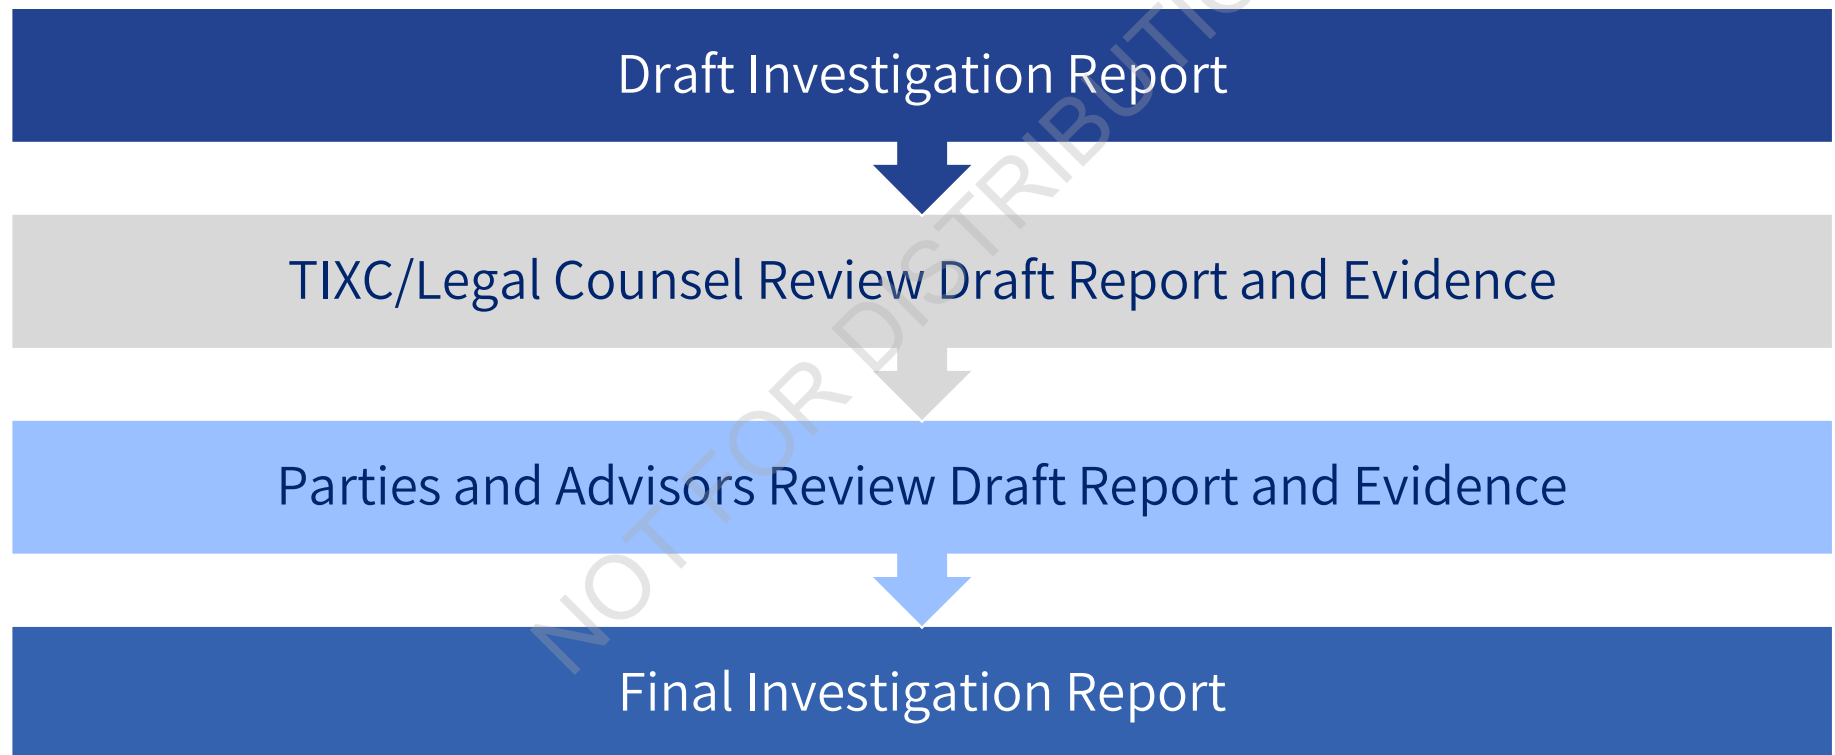 Draft Investigation Report
TIXC/Legal Counsel Review Draft Report and Evidence
Parties and Advisors Review Draft Report and Evidence
Final Investigation Report
NOT FOR DISTRIBUTIO